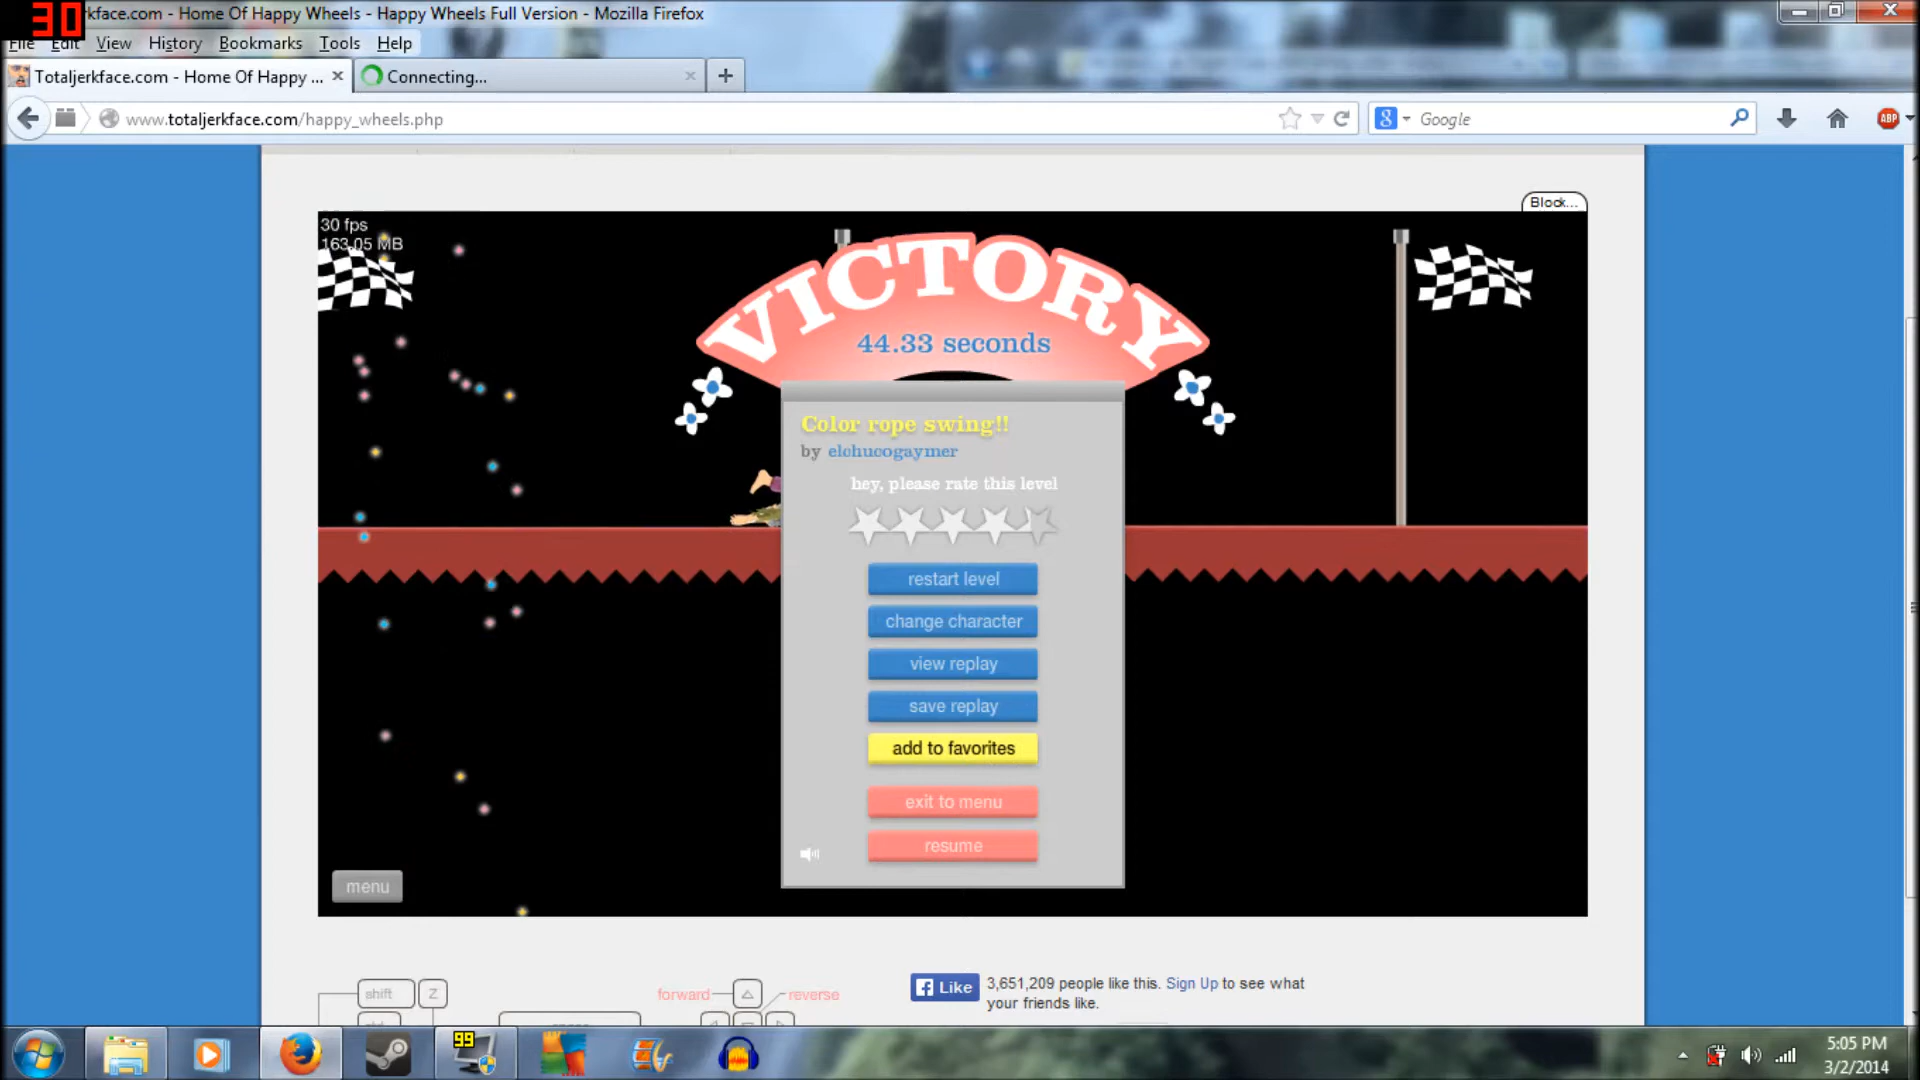 30
rkface.com - Home Of Happy Wheels - Happy Wheels Full Version - Mozilla Firefox
File Edit View History Bookmarks Tools Help
Totaljerkface.com - Home Of Happy ...
Connecting...
www.totaljerkface.com/happy_wheels.php
Google
ABP
Block...
30 fps
163.05 MB
VICTORY
44.33 seconds
Color rope swing!!
by elchucogaymer
hey, please rate this level
restart level
change character
view replay
save replay
add to favorites
exit to menu
resume
menu
shift
Z
forward
reverse
Like
3,651,209 people like this. Sign Up to see what
your friends like.
99
5:05 PM
3/2/2014